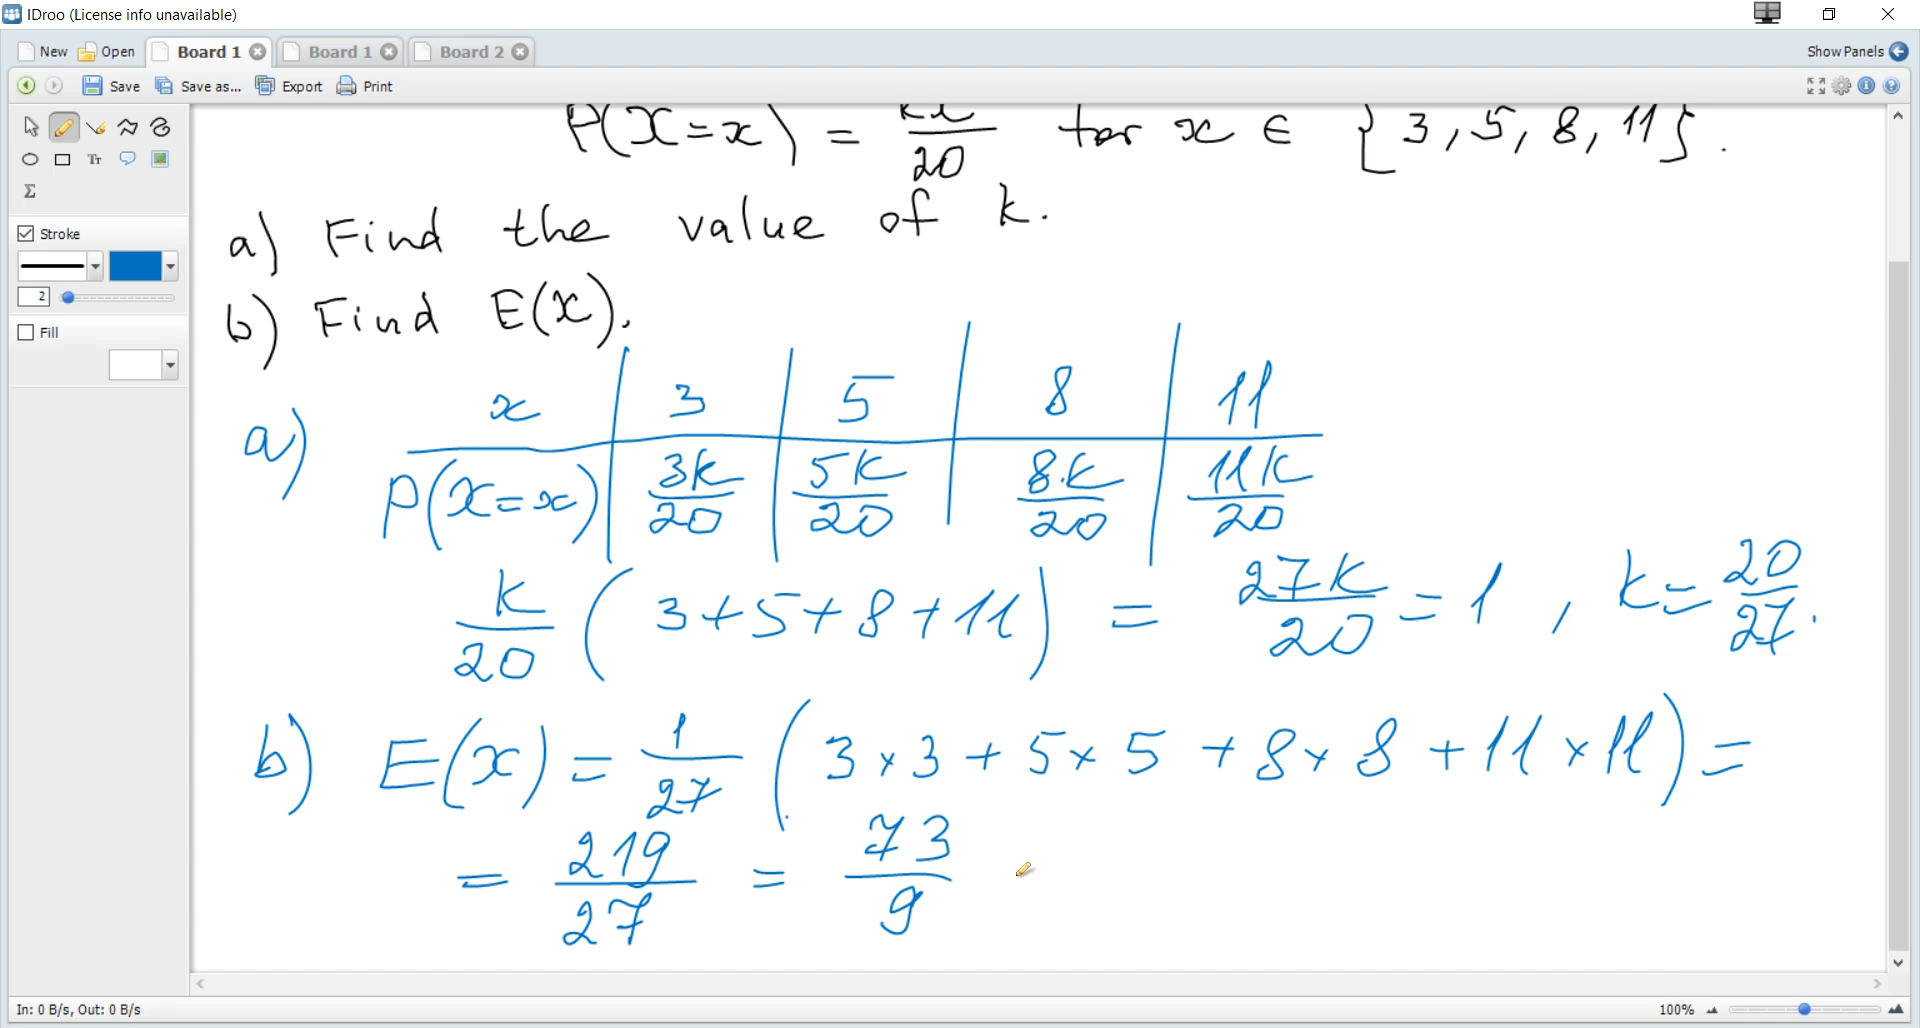 IDroo (License info unavailable)
New Open Board 1 Board 1 Board 2 Show Panels
Save Save as... Export Print
P(X=x) = kx/20 for x ∈ {3, 5, 8, 11}.
Tт
Σ
a) Find the value of k.
Stroke
2
b) Find E(x).
Fill
a) x | 3 | 5 | 8 | 11
P(X=x) | 3k/20 | 5k/20 | 8k/20 | 11k/20
k/20 (3+5+8+11) = 27k/20 = 1, k = 20/27.
b) E(x) = 1/27 (3×3 + 5×5 + 8×8 + 11×11) =
= 219/27 = 73/9
In: 0 B/s, Out: 0 B/s 100%